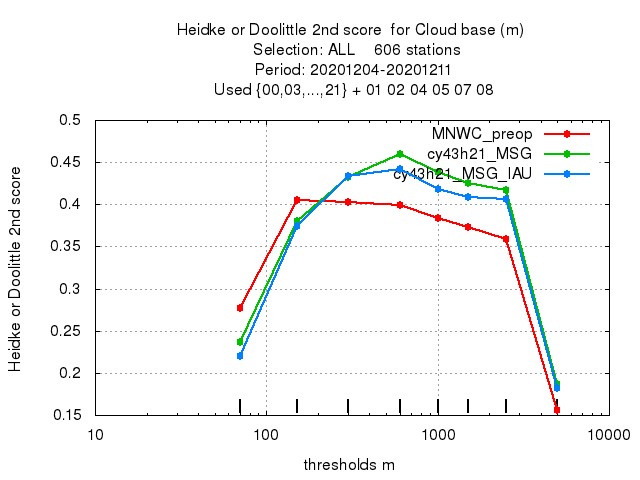 Heidke or Doolittle 2nd score  for Cloud base (m)
Selection: ALL    606 stations
Period: 20201204-20201211
Used {00,03,...,21} + 01 02 04 05 07 08
0.5
0.45
0.4
0.35
0.3
0.25
0.2
0.15
Heidke or Doolittle 2nd score
MNWC_preop
cy43h21_MSG
cy43h21_MSG_IAU
10
100
1000
10000
thresholds m